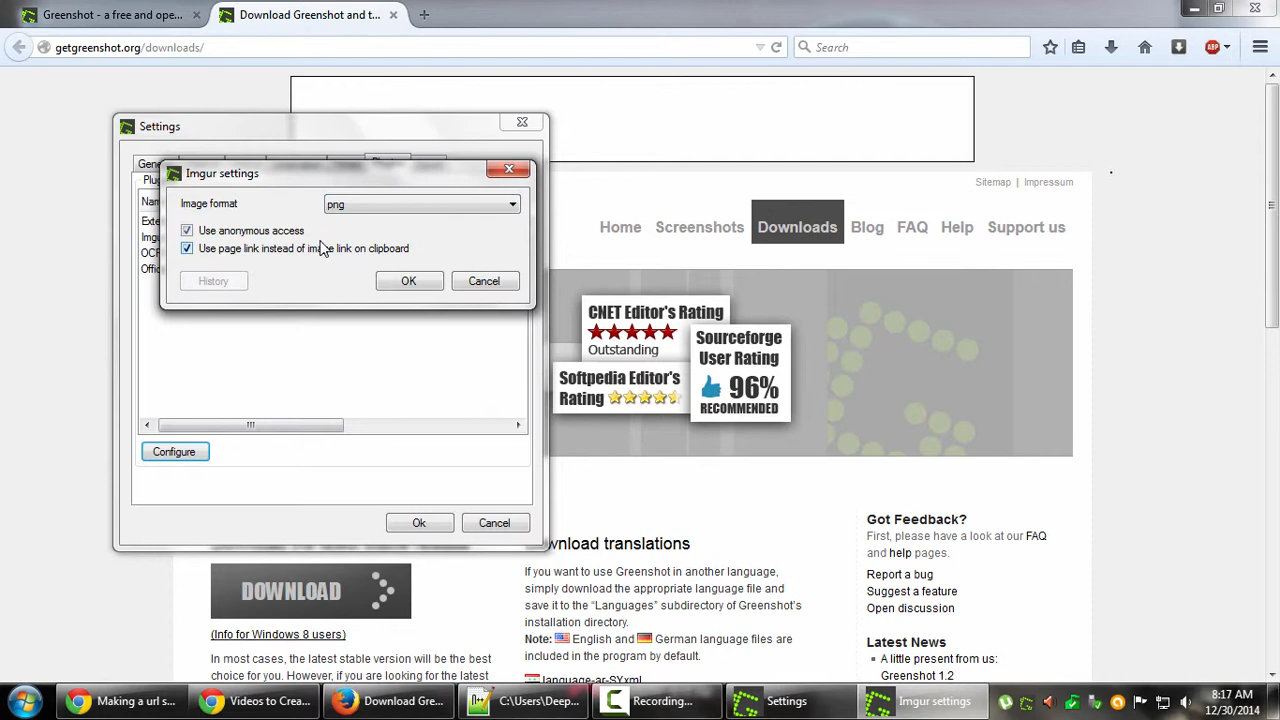 Greenshot - a free and ope...
Download Greenshot and t...
getgreenshot.org/downloads/
Search
ABP
Settings
Imgur settings
Image format
png
Use anonymous access
Use page link instead of image link on clipboard
History
OK
Cancel
Configure
Ok
Cancel
Sitemap | Impressum
Home
Screenshots
Downloads
Blog
FAQ
Help
Support us
CNET Editor's Rating
Outstanding
Softpedia Editor's
Rating
Sourceforge
User Rating
96%
RECOMMENDED
DOWNLOAD
(Info for Windows 8 users)
In most cases, the latest stable version will be the best
you can get. However, if you are looking for the latest
wnload translations
If you want to use Greenshot in another language,
simply download the appropriate language file and
save it to the “Languages” subdirectory of Greenshot's
installation directory.
Note: English and German language files are
included in the program by default.
language-ar-SY.xml
Got Feedback?
First, please have a look at our FAQ
and help pages.
Report a bug
Suggest a feature
Open discussion
Latest News
A little present from us:
Greenshot 1.2
Making a url s...
Videos to Crea...
Download Gre...
C:\Users\Deep...
Recording...
Settings
Imgur settings
8:17 AM
12/30/2014